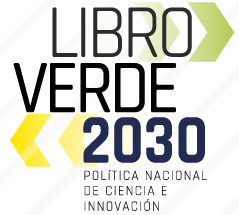 LIBRO
VERDE
2030
POLÍTICA NACIONAL
DE CIENCIA E
INNOVACIÓN